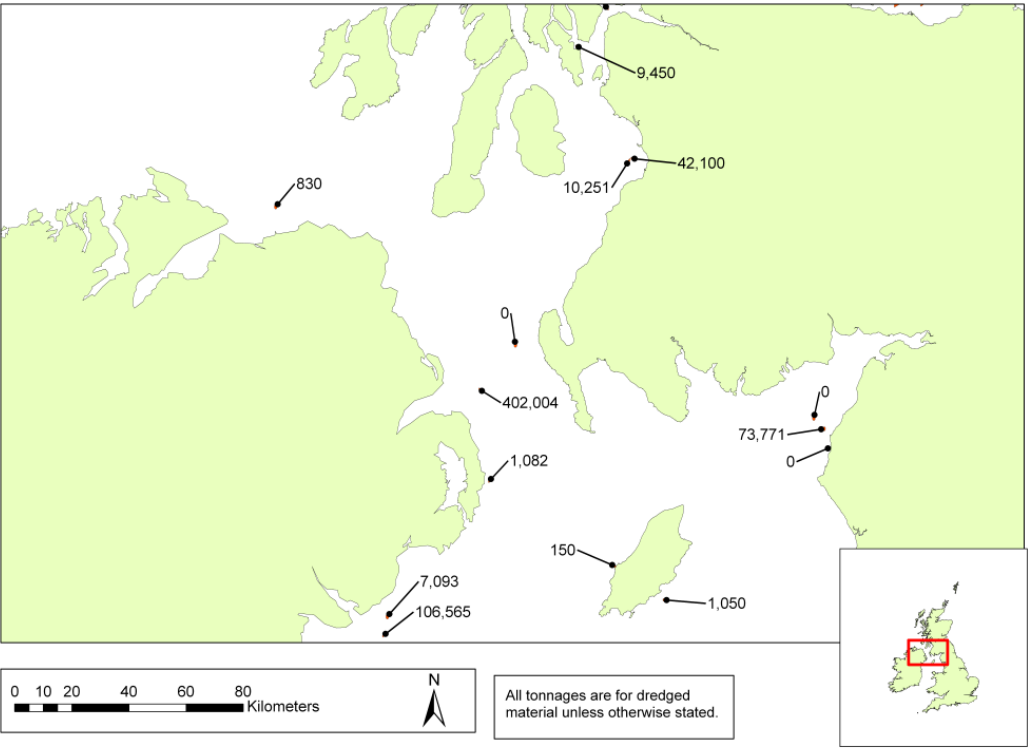 9,450
42,100
10,251
830
0
402,004
0
73,771
0
1,082
150
1,050
7,093
106,565
0 10 20 40 60 80
Kilometers
N
All tonnages are for dredged
material unless otherwise stated.